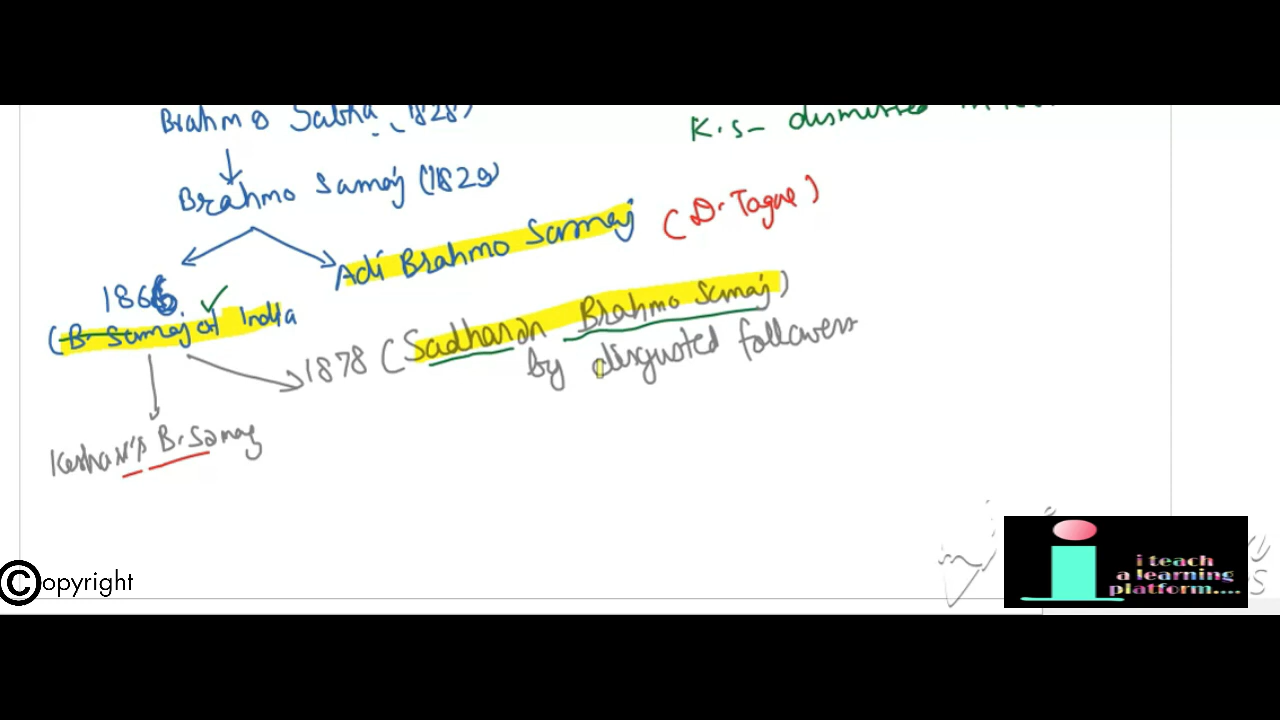 Brahmo Sabha (1828)
K.S- dismissed
Brahmo Samaj (1829)
Adi Brahmo Samaj (D. Tagore)
1866
(B. Samaj of India
1878 (Sadharan Brahmo Samaj)
by disgusted followers
Keshav's B. Samaj
Copyright
i teach
a learning
platform....